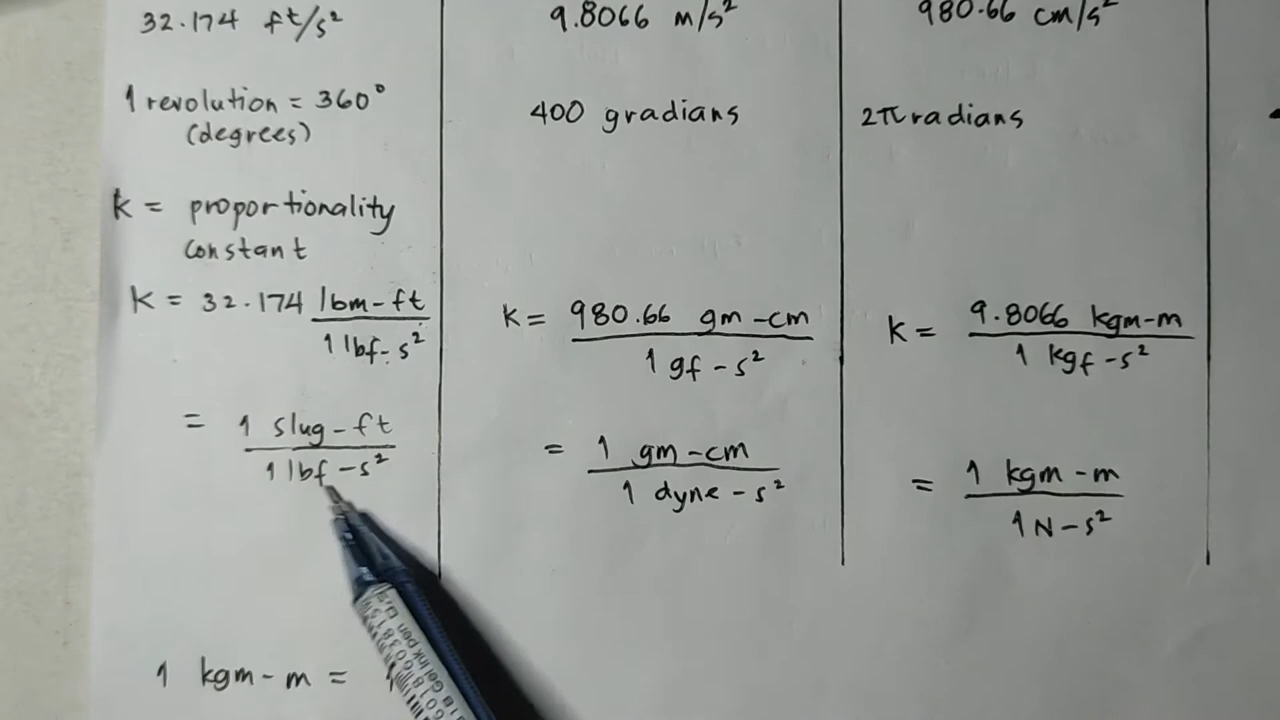 32.174 ft/s²
1 revolution = 360°
(degrees)
k = proportionality
constant
k = 32.174 lbm-ft
1 lbf-s²
= 1 slug-ft
1 lbf-s²
1 kgm-m =
9.8066 m/s²
400 gradians
k = 980.66 gm-cm
1 gf-s²
= 1 gm-cm
1 dyne-s²
980.66 cm/s²
2π radians
k = 9.8066 kgm-m
1 kgf-s²
= 1 kgm-m
1 N-s²
Gel Ink pen